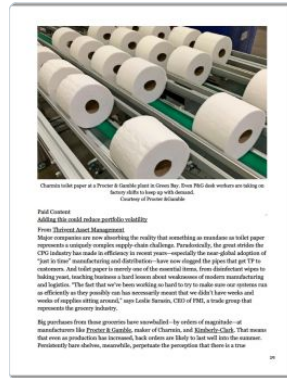 Charmin toilet paper at a Procter & Gamble plant in Green Bay. Even P&G desk workers are taking on
factory shifts to keep up with demand.
Courtesy of Procter &Gamble
Paid Content
Adding this could reduce portfolio volatility
From Thrivent Asset Management
Major companies are now absorbing the reality that something as mundane as toilet paper
represents a uniquely complex supply-chain challenge. Paradoxically, the great strides the
CPG industry has made in efficiency in recent years—especially the near-global adoption of
"just in time" manufacturing and distribution—have now clogged the pipes that get TP to
customers. And toilet paper is merely one of the essential items, from disinfectant wipes to
baking yeast, teaching business a hard lesson about weaknesses of modern manufacturing
and logistics. "The fact that we've been working so hard to try to make sure our systems run
as efficiently as they possibly can has necessarily meant that we didn't have weeks and
weeks of supplies sitting around," says Leslie Sarasin, CEO of FMI, a trade group that
represents the grocery industry.
Big purchases from those groceries have snowballed—by orders of magnitude—at
manufacturers like Procter & Gamble, maker of Charmin, and Kimberly-Clark. That means
that even as production has increased, back orders are likely to last well into the summer.
Persistently bare shelves, meanwhile, perpetuate the perception that there is a true